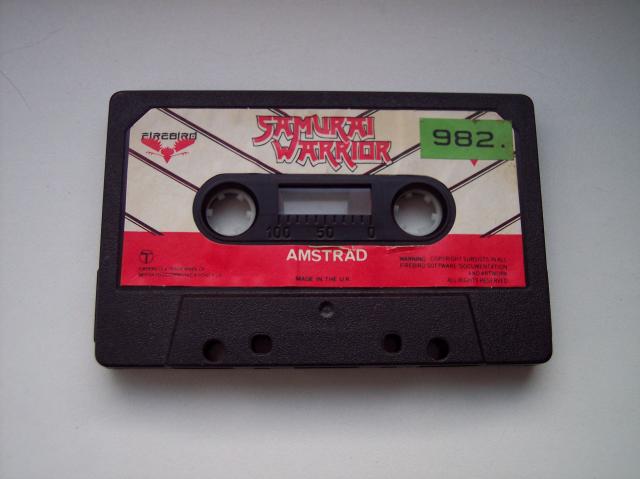 FIREBIRD
SAMURAI
WARRIOR
982.
100 50 0
AMSTRAD
MADE IN THE U.K.
WARNING: COPYRIGHT SUBSISTS IN ALL
FIREBIRD SOFTWARE, DOCUMENTATION
AND ARTWORK
ALL RIGHTS RESERVED
T